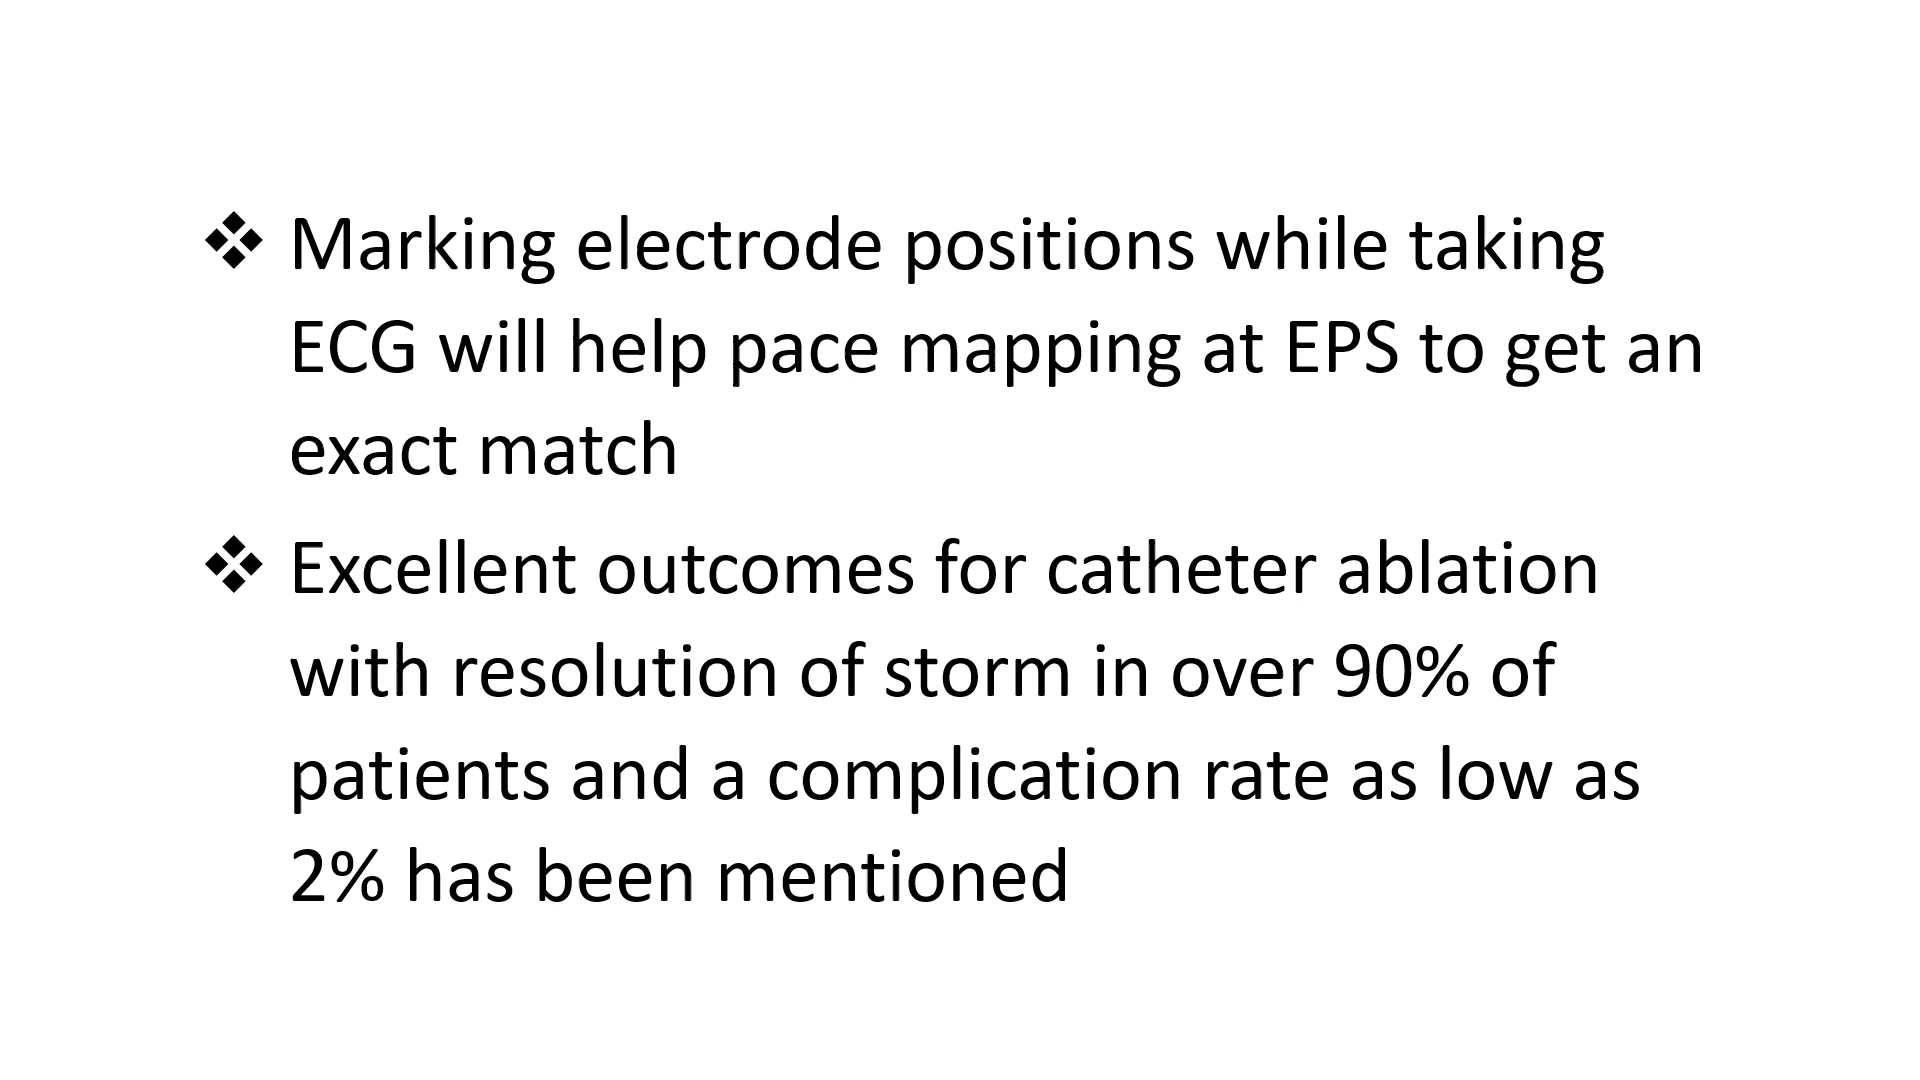 ❖ Marking electrode positions while taking
ECG will help pace mapping at EPS to get an
exact match
❖ Excellent outcomes for catheter ablation
with resolution of storm in over 90% of
patients and a complication rate as low as
2% has been mentioned